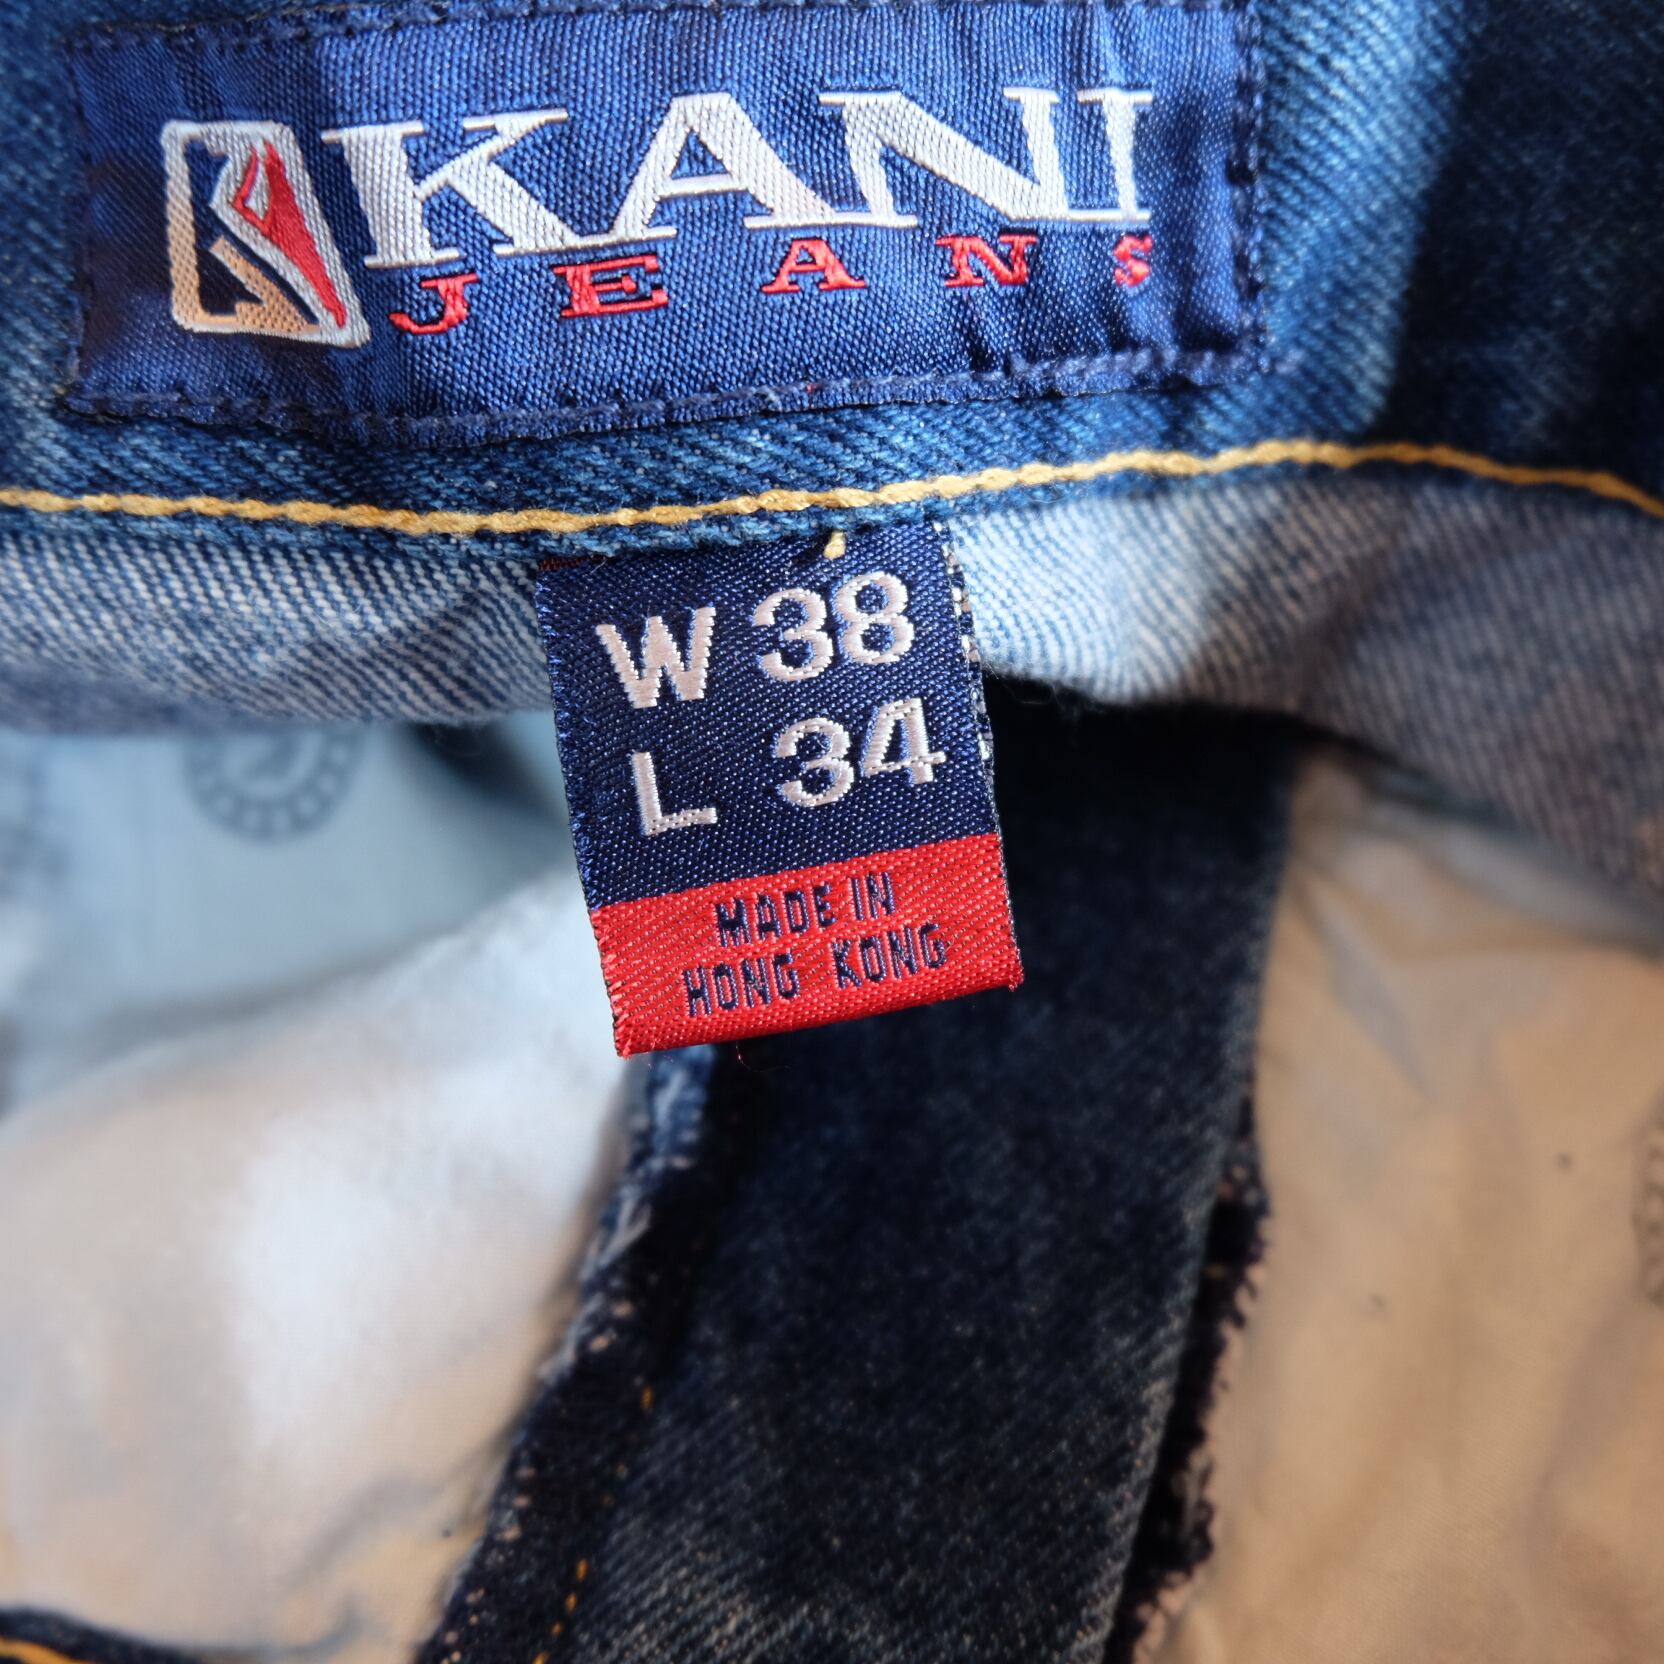 KANI
JEANS
W 38
L 34
MADE IN
HONG KONG